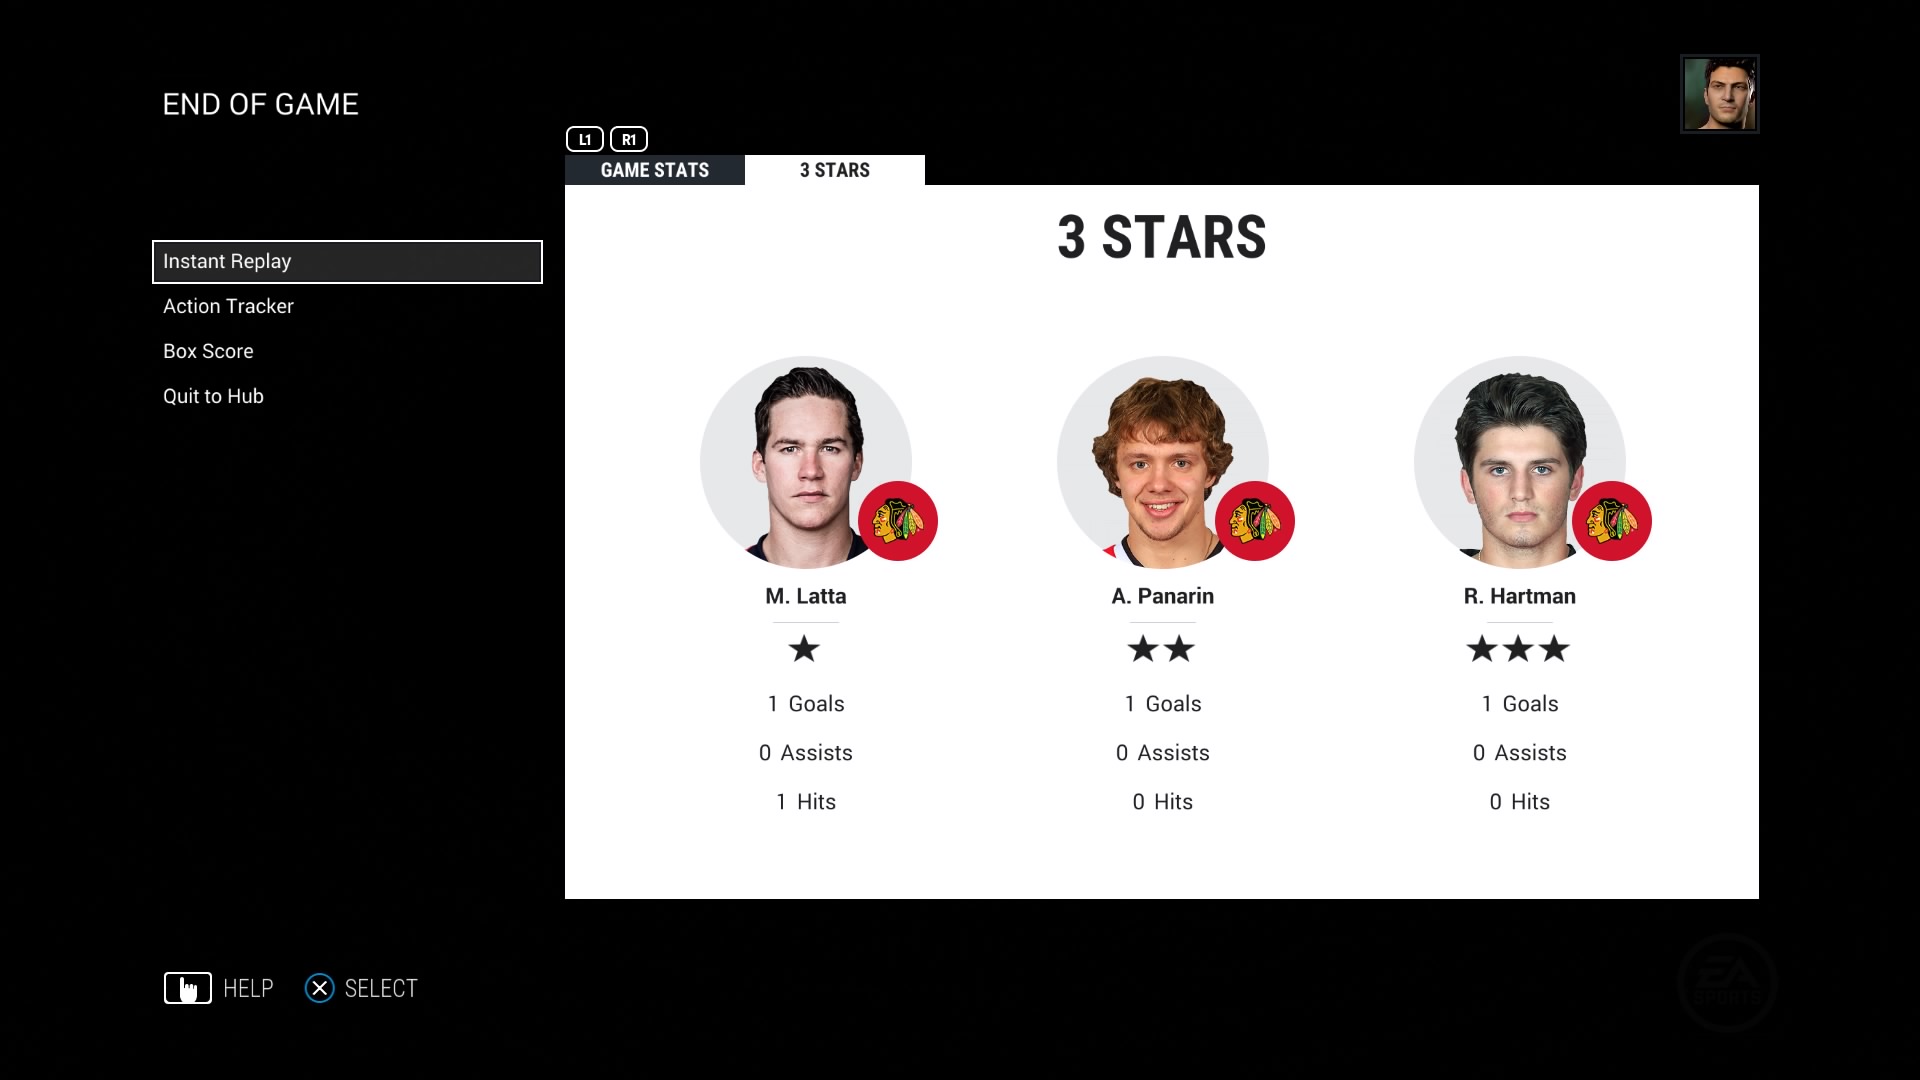 END OF GAME
L1 R1
GAME STATS 3 STARS
3 STARS
Instant Replay
Action Tracker
Box Score
Quit to Hub
M. Latta A. Panarin R. Hartman
1 Goals 1 Goals 1 Goals
0 Assists 0 Assists 0 Assists
1 Hits 0 Hits 0 Hits
HELP SELECT
EA
SPORTS